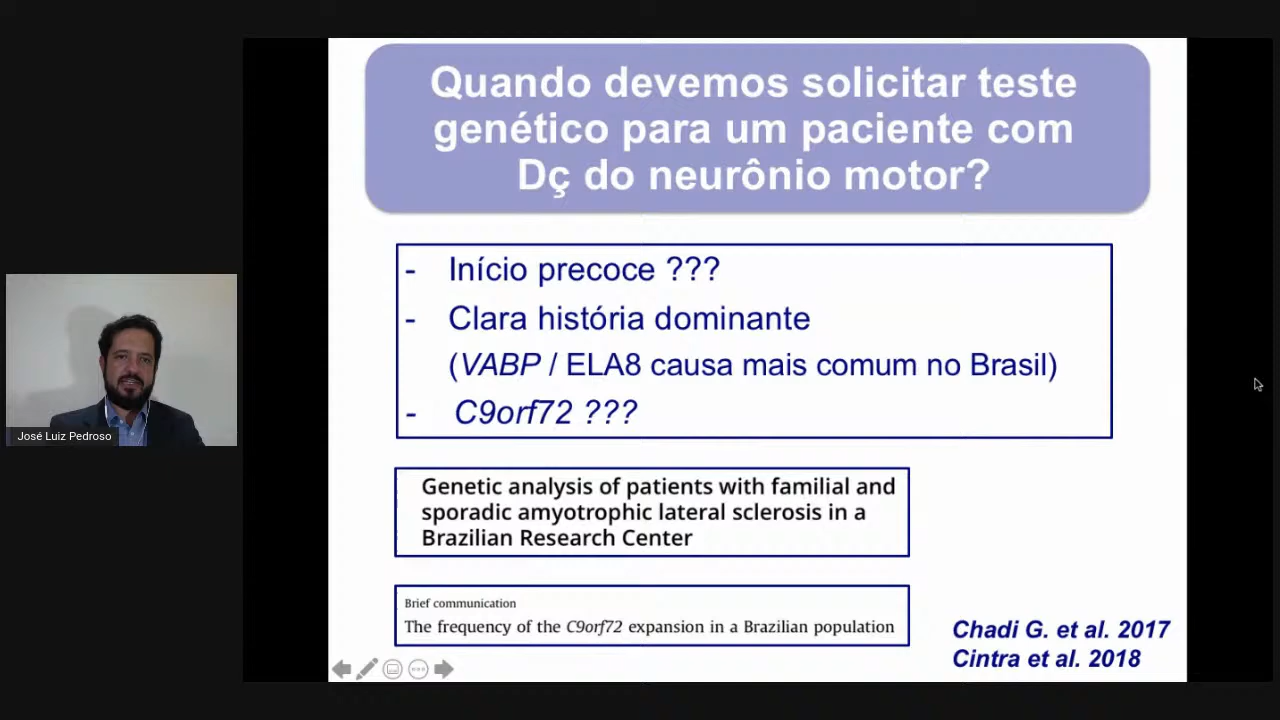 Quando devemos solicitar teste
genético para um paciente com
Dç do neurônio motor?
- Início precoce ???
- Clara história dominante
(VABP / ELA8 causa mais comum no Brasil)
- C9orf72 ???
Genetic analysis of patients with familial and
sporadic amyotrophic lateral sclerosis in a
Brazilian Research Center
Brief communication
The frequency of the C9orf72 expansion in a Brazilian population
Chadi G. et al. 2017
Cintra et al. 2018
José Luiz Pedroso